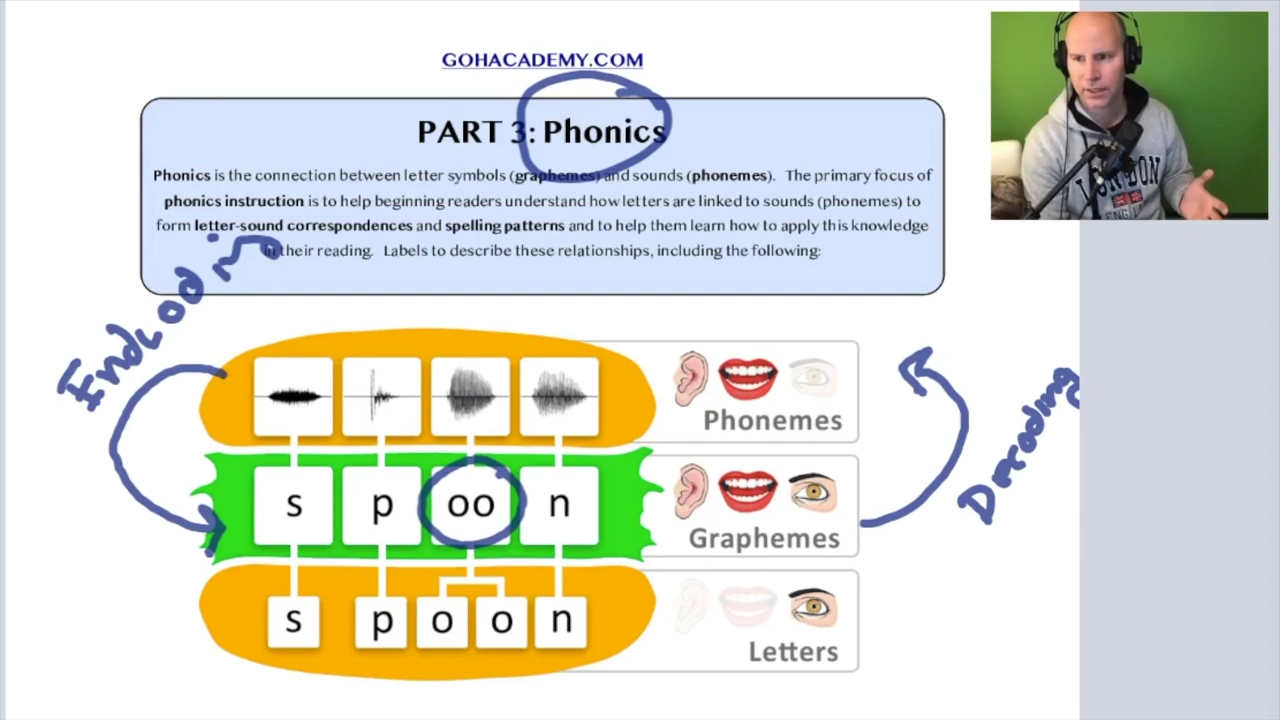 GOHACADEMY.COM
PART 3: Phonics
Phonics is the connection between letter symbols (graphemes) and sounds (phonemes). The primary focus of
phonics instruction is to help beginning readers understand how letters are linked to sounds (phonemes) to
form letter-sound correspondences and spelling patterns and to help them learn how to apply this knowledge
in their reading. Labels to describe these relationships, including the following:
Endcoding
Decoding
Phonemes
s p oo n
Graphemes
s p o o n
Letters
LONDON
ENGL